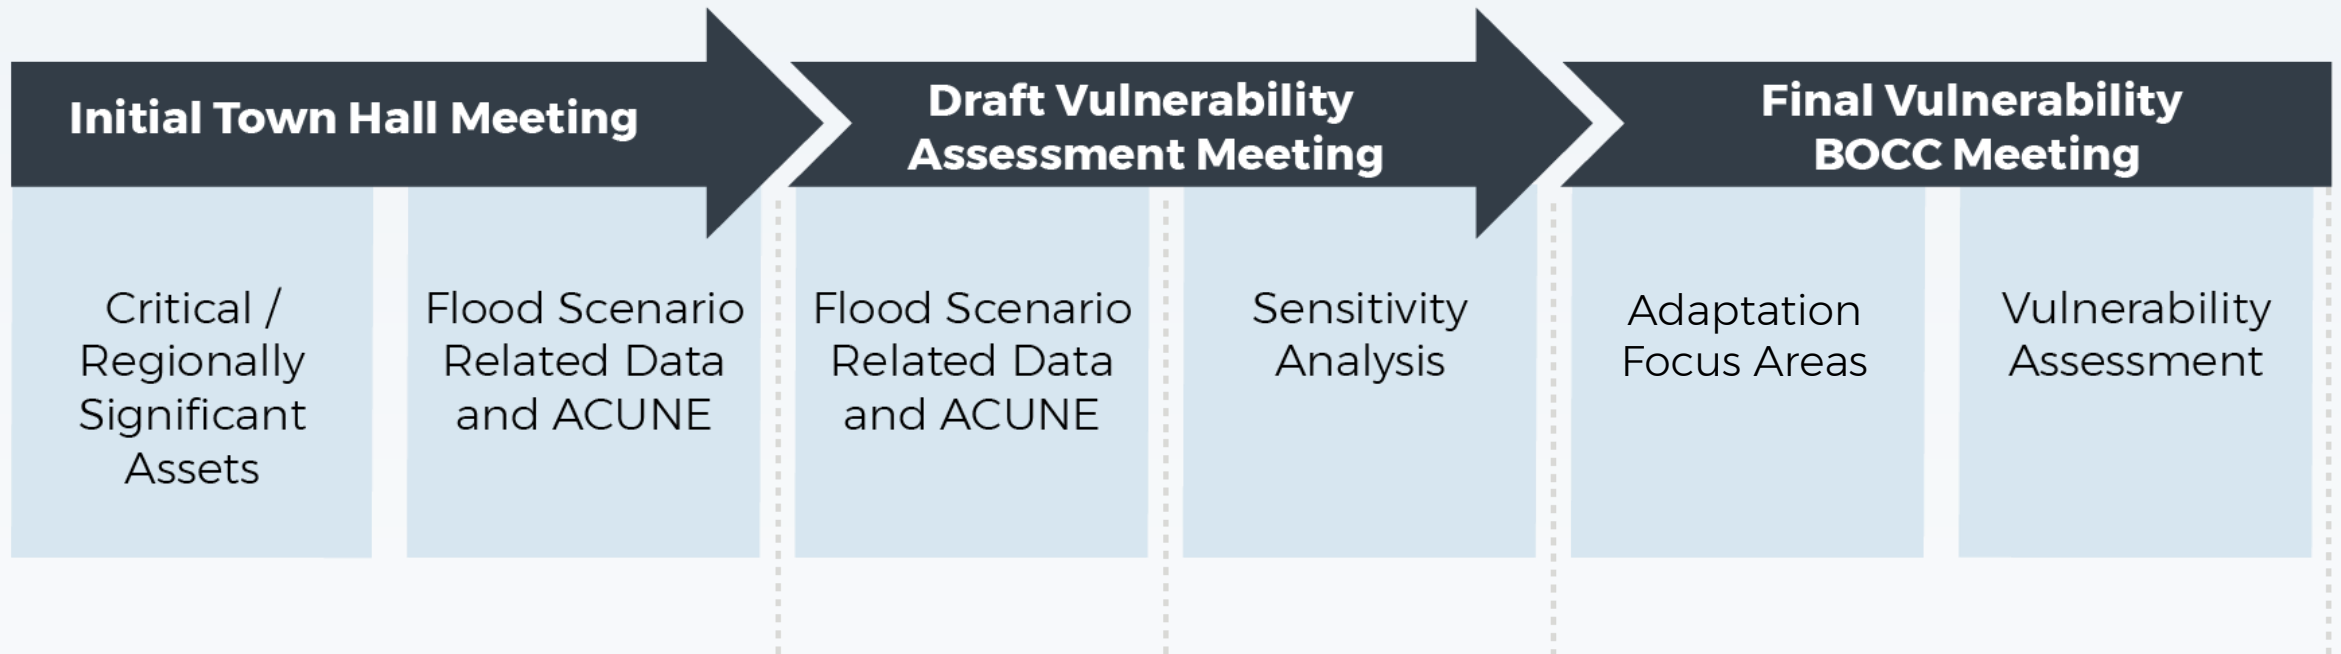 Initial Town Hall Meeting
Draft Vulnerability
Assessment Meeting
Final Vulnerability
BOCC Meeting
Critical /
Regionally
Significant
Assets
Flood Scenario
Related Data
and ACUNE
Flood Scenario
Related Data
and ACUNE
Sensitivity
Analysis
Adaptation
Focus Areas
Vulnerability
Assessment